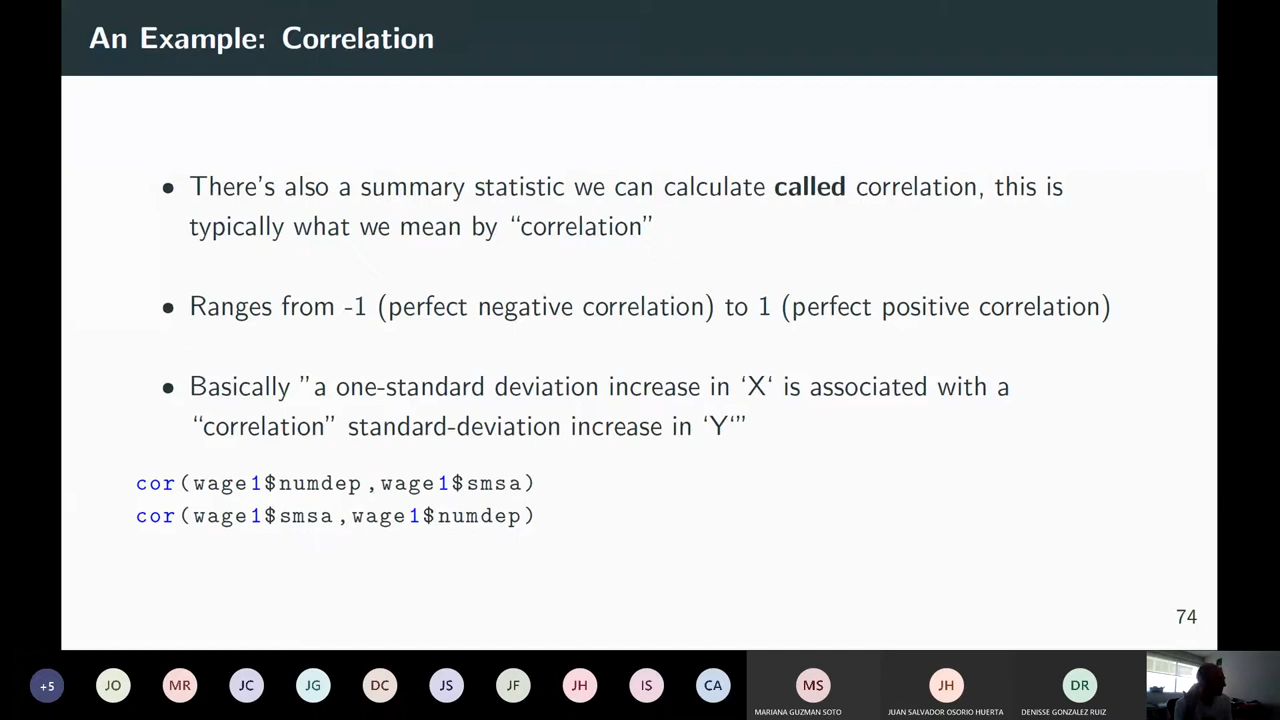 An Example: Correlation
• There's also a summary statistic we can calculate called correlation, this is
typically what we mean by “correlation”
• Ranges from -1 (perfect negative correlation) to 1 (perfect positive correlation)
• Basically ”a one-standard deviation increase in ‘X‘ is associated with a
“correlation” standard-deviation increase in ‘Y‘”
cor(wage1$numdep,wage1$smsa)
cor(wage1$smsa,wage1$numdep)
74
+5 JO MR JC JG DC JS JF JH IS CA MS JH DR
MARIANA GUZMAN SOTO JUAN SALVADOR OSORIO HUERTA DENISSE GONZALEZ RUIZ